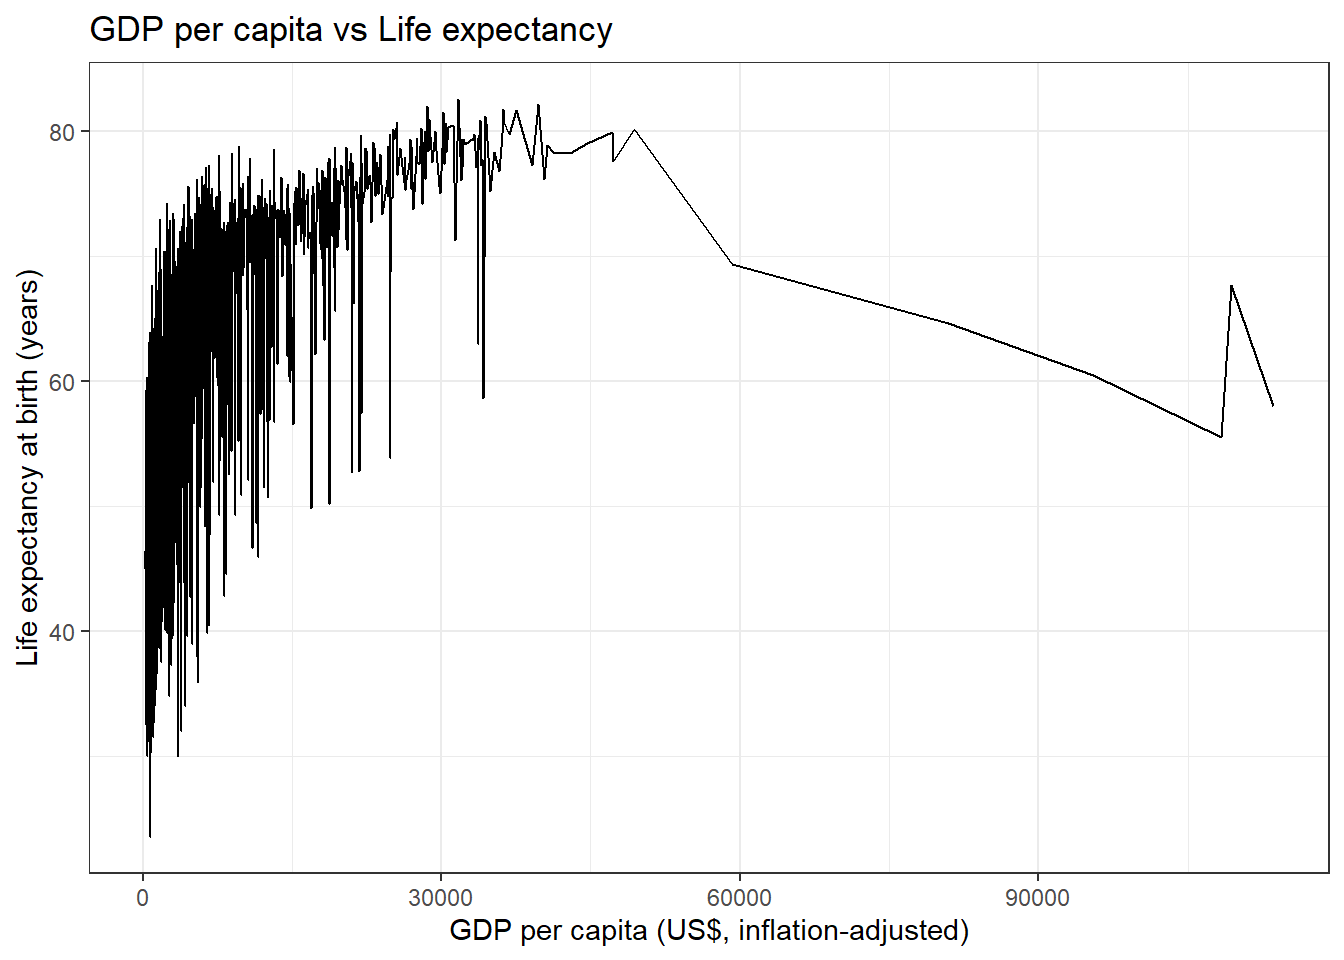 GDP per capita vs Life expectancy
Life expectancy at birth (years)
80
60
40
0 30000 60000 90000
GDP per capita (US$, inflation-adjusted)